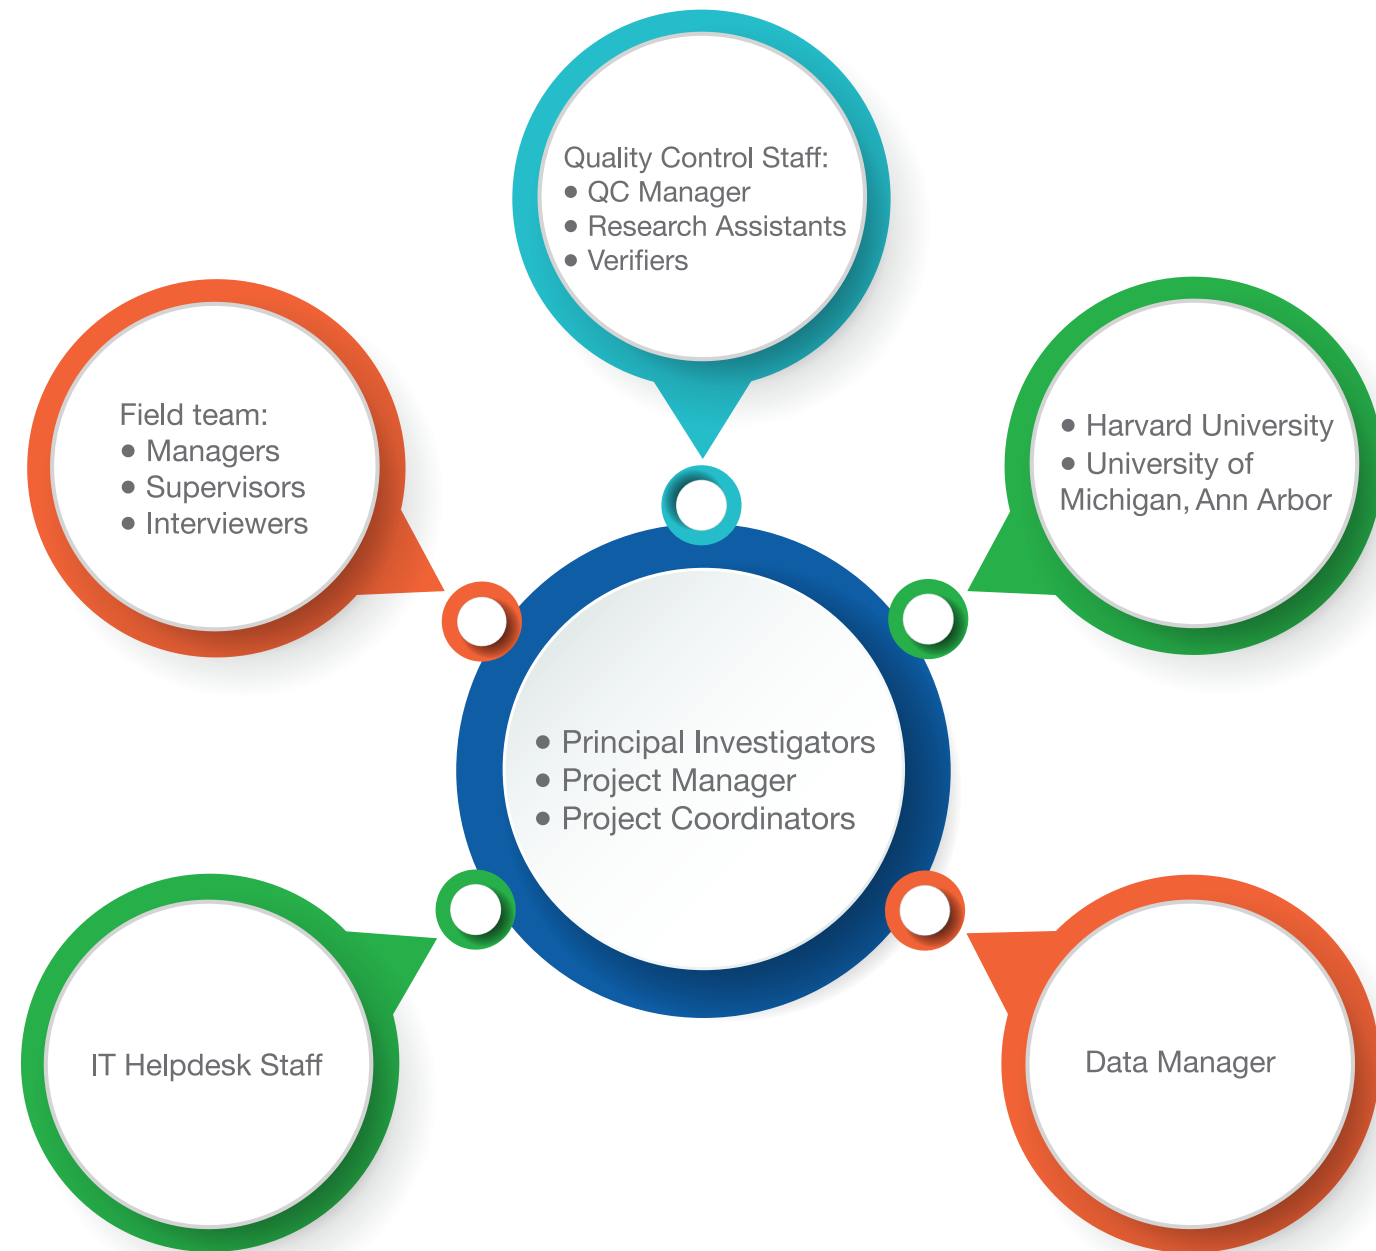 Quality Control Staff:
• QC Manager
• Research Assistants
• Verifiers
Field team:
• Managers
• Supervisors
• Interviewers
• Harvard University
• University of
Michigan, Ann Arbor
• Principal Investigators
• Project Manager
• Project Coordinators
IT Helpdesk Staff
Data Manager